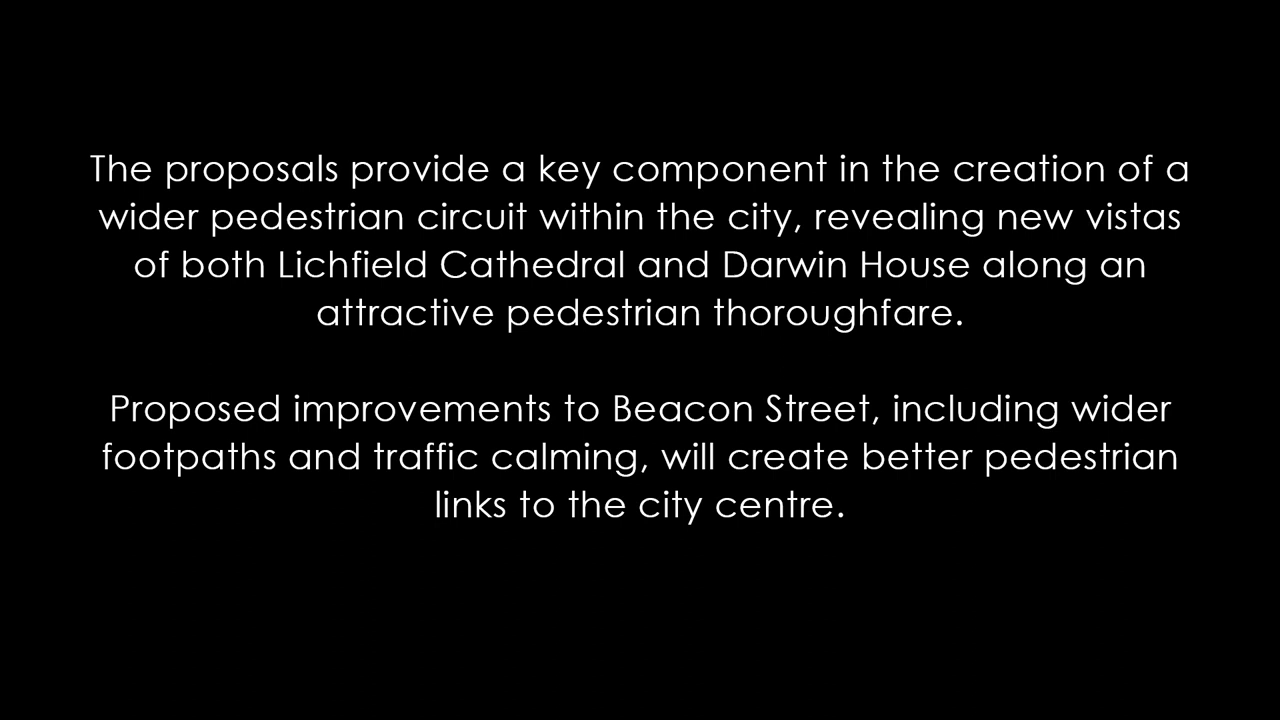 The proposals provide a key component in the creation of a
wider pedestrian circuit within the city, revealing new vistas
of both Lichfield Cathedral and Darwin House along an
attractive pedestrian thoroughfare.
Proposed improvements to Beacon Street, including wider
footpaths and traffic calming, will create better pedestrian
links to the city centre.